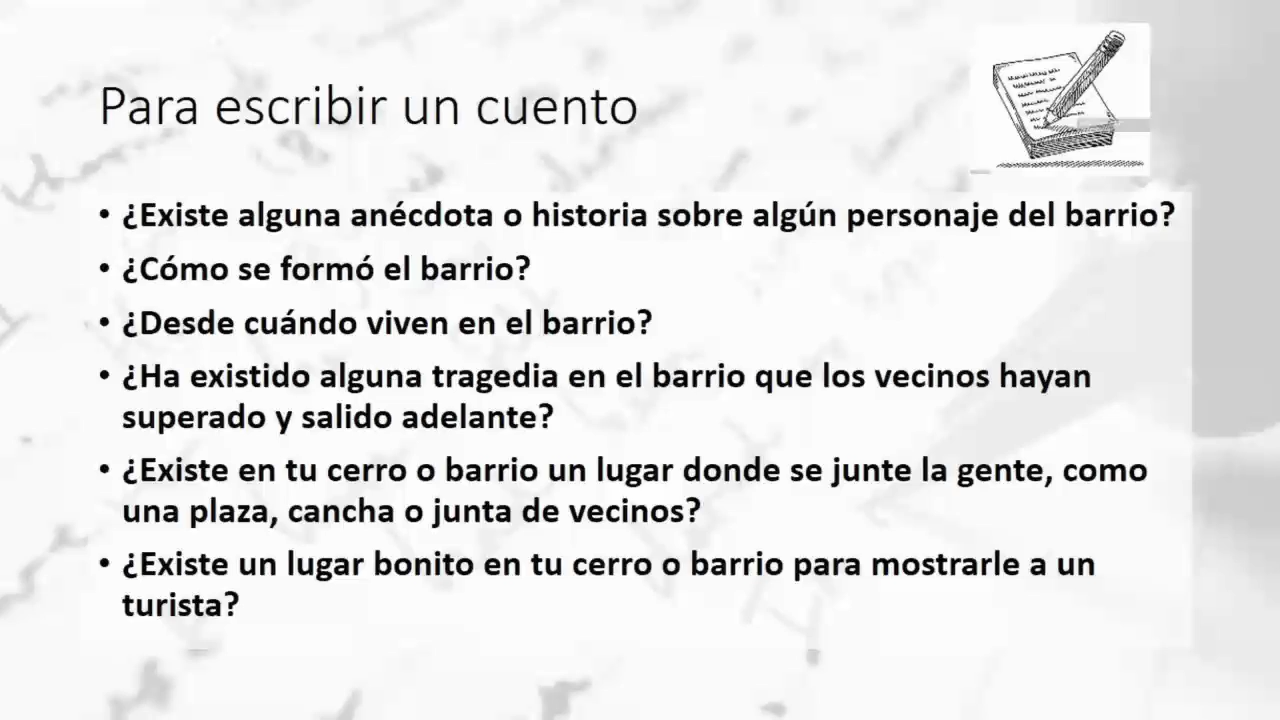 Para escribir un cuento
• ¿Existe alguna anécdota o historia sobre algún personaje del barrio?
• ¿Cómo se formó el barrio?
• ¿Desde cuándo viven en el barrio?
• ¿Ha existido alguna tragedia en el barrio que los vecinos hayan
superado y salido adelante?
• ¿Existe en tu cerro o barrio un lugar donde se junte la gente, como
una plaza, cancha o junta de vecinos?
• ¿Existe un lugar bonito en tu cerro o barrio para mostrarle a un
turista?